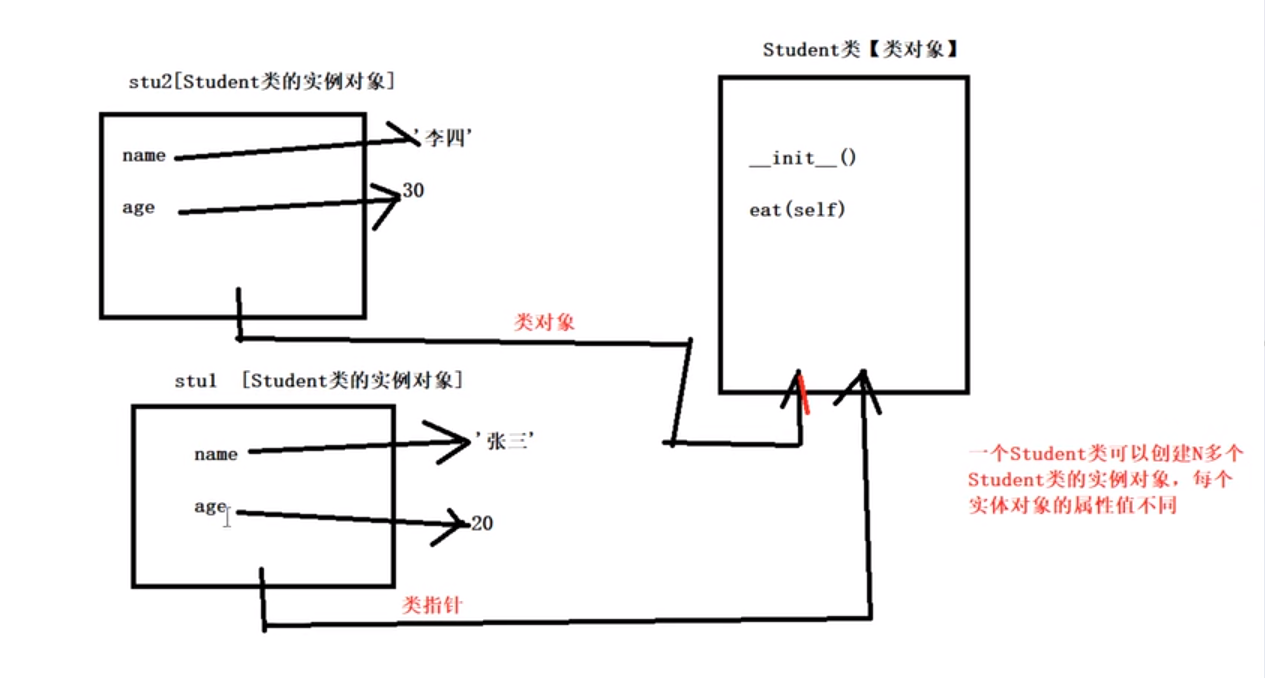 Student类【类对象】
stu2[Student类的实例对象]
name
'李四'
age
30
__init__()
eat(self)
类对象
stu1 [Student类的实例对象]
name
'张三'
age
20
类指针
一个Student类可以创建N多个
Student类的实例对象，每个
实体对象的属性值不同